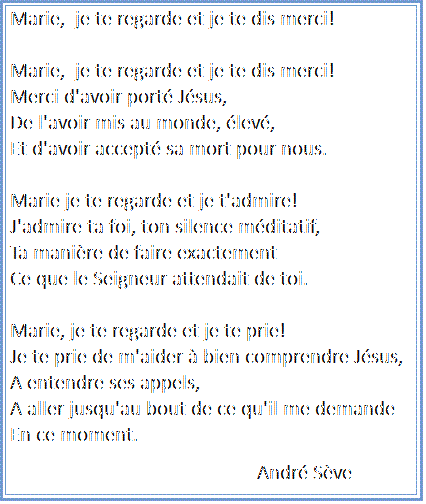 Marie,  je te regarde et je te dis merci!
Marie,  je te regarde et je te dis merci!
Merci d'avoir porté Jésus,
De l'avoir mis au monde, élevé,
Et d'avoir accepté sa mort pour nous.
Marie je te regarde et je t'admire!
J'admire ta foi, ton silence méditatif,
Ta manière de faire exactement
Ce que le Seigneur attendait de toi.
Marie, je te regarde et je te prie!
Je te prie de m'aider à bien comprendre Jésus,
A entendre ses appels,
A aller jusqu'au bout de ce qu'il me demande
En ce moment.
André Sève